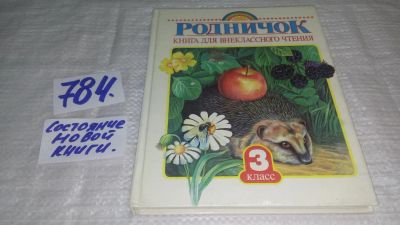 784.
Состояние
новой
книги.
РОДНИЧОК
КНИГА ДЛЯ ВНЕКЛАССНОГО ЧТЕНИЯ
3
класс